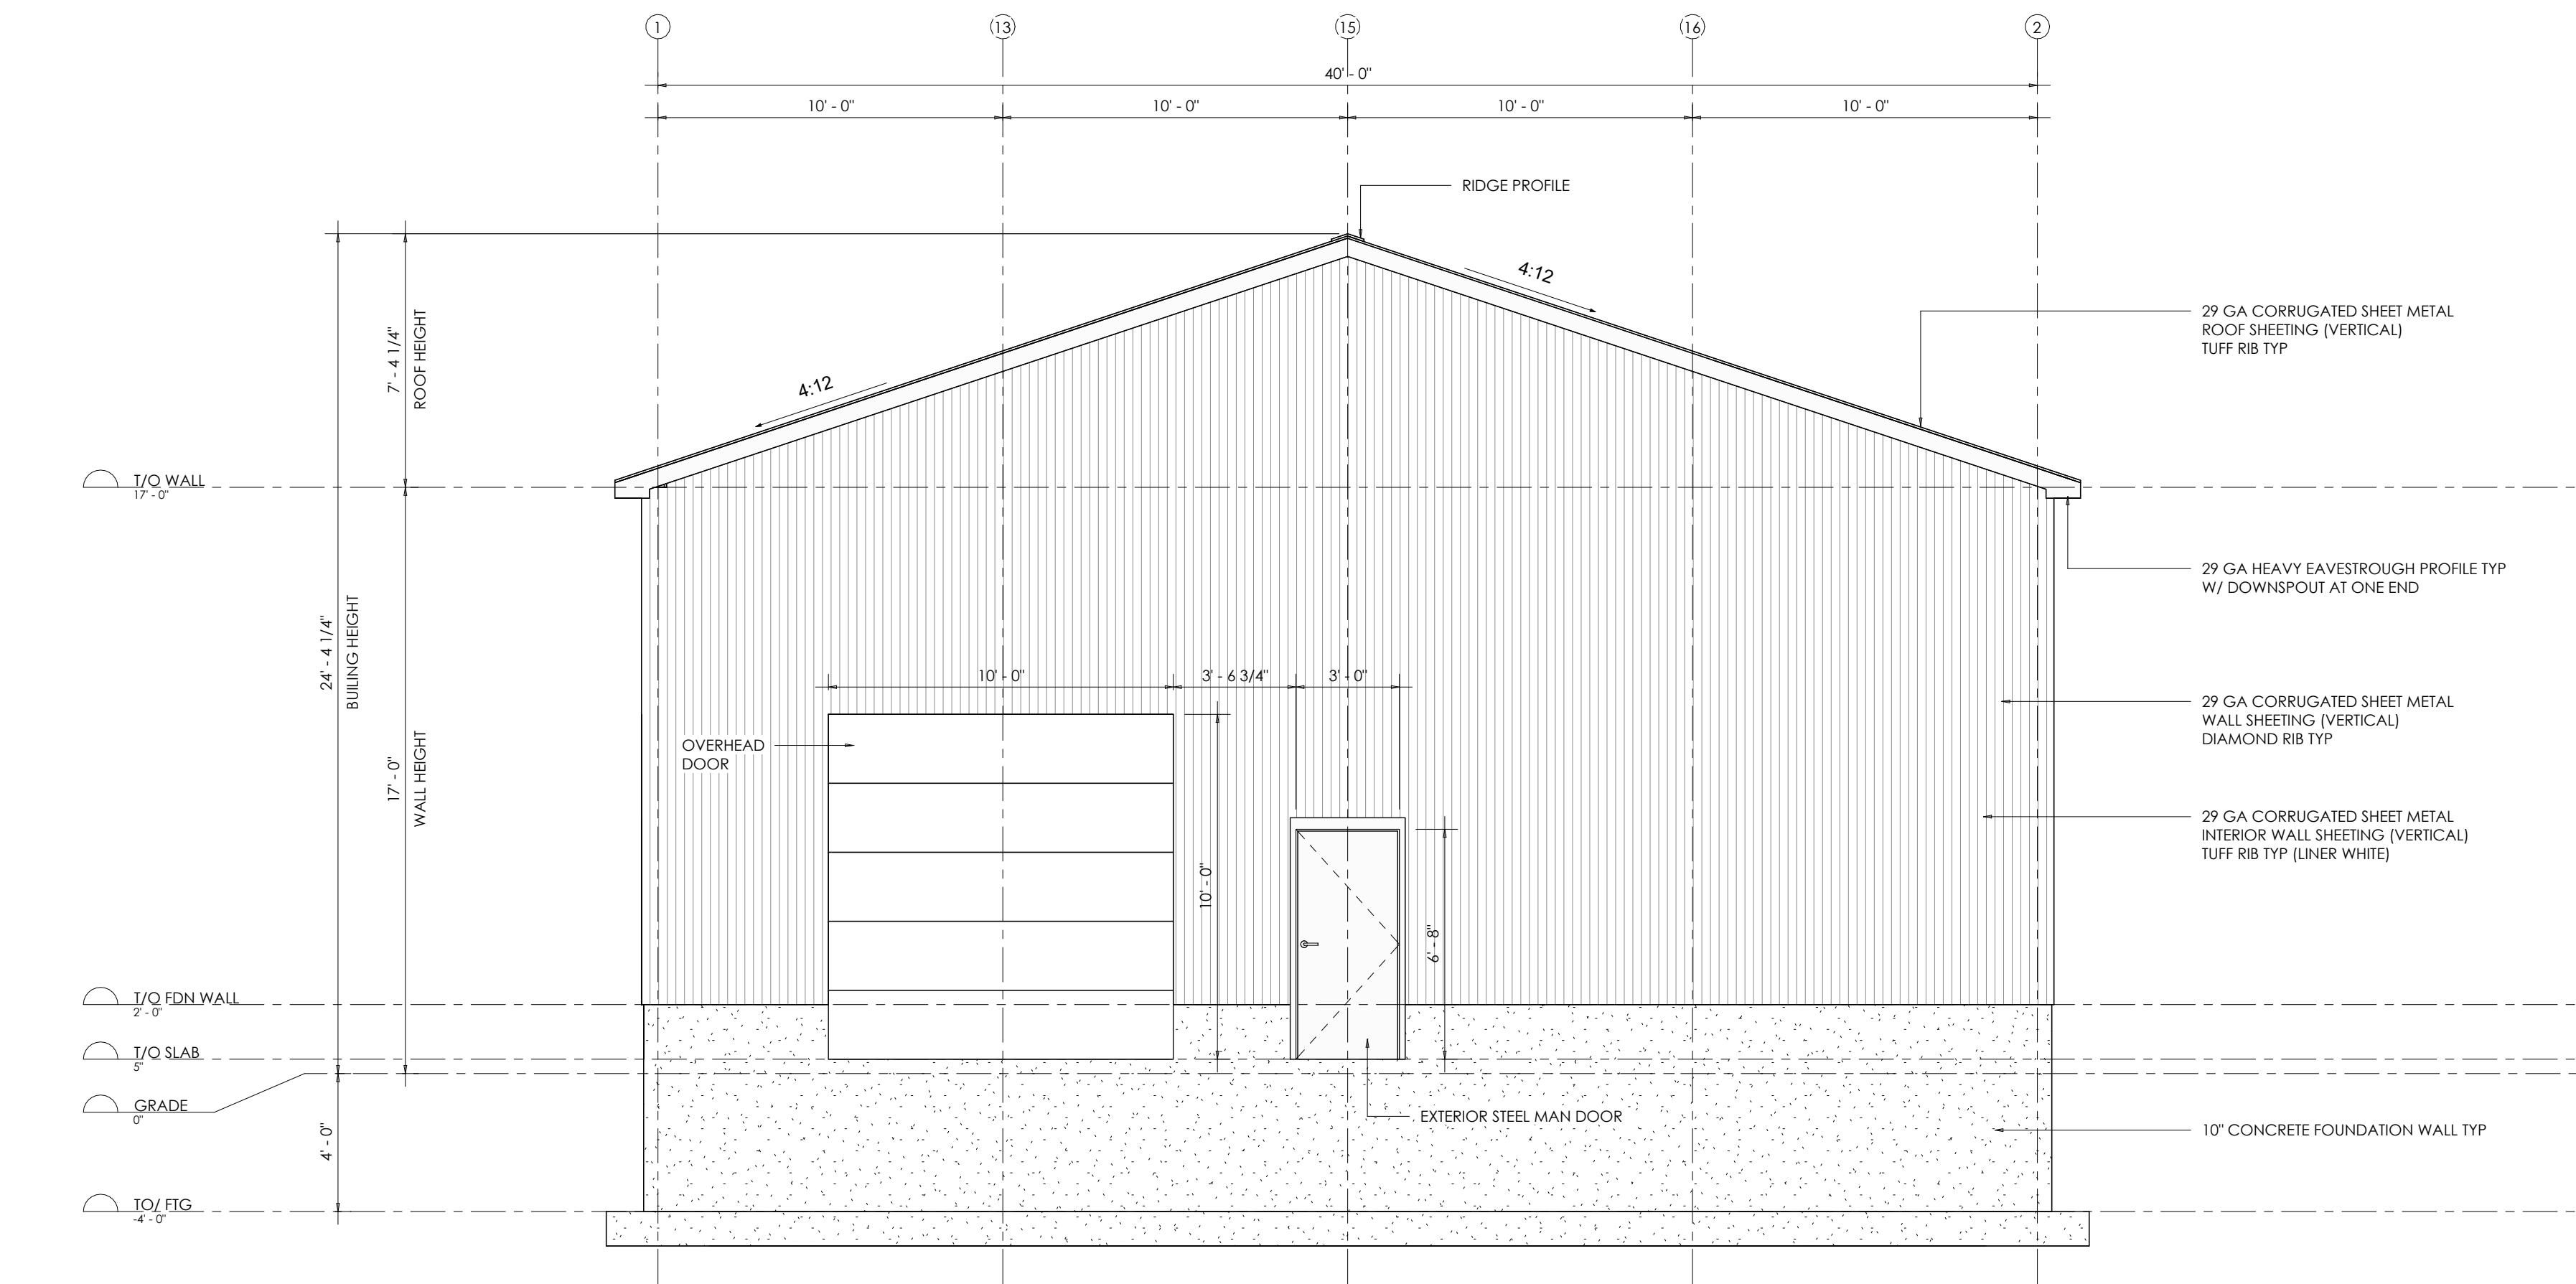 1
13
15
16
2
40' - 0"
10' - 0"
10' - 0"
10' - 0"
10' - 0"
RIDGE PROFILE
4:12
4:12
29 GA CORRUGATED SHEET METAL
ROOF SHEETING (VERTICAL)
TUFF RIB TYP
7' - 4 1/4"
ROOF HEIGHT
T/O WALL
17' - 0"
29 GA HEAVY EAVESTROUGH PROFILE TYP
W/ DOWNSPOUT AT ONE END
24' - 4 1/4"
BUILING HEIGHT
17' - 0"
WALL HEIGHT
10' - 0"
3' - 6 3/4"
3' - 0"
29 GA CORRUGATED SHEET METAL
WALL SHEETING (VERTICAL)
DIAMOND RIB TYP
OVERHEAD
DOOR
10' - 0"
6' - 8"
29 GA CORRUGATED SHEET METAL
INTERIOR WALL SHEETING (VERTICAL)
TUFF RIB TYP (LINER WHITE)
T/O FDN WALL
2' - 0"
T/O SLAB
5"
GRADE
0"
4' - 0"
EXTERIOR STEEL MAN DOOR
10" CONCRETE FOUNDATION WALL TYP
TO/ FTG
-4' - 0"